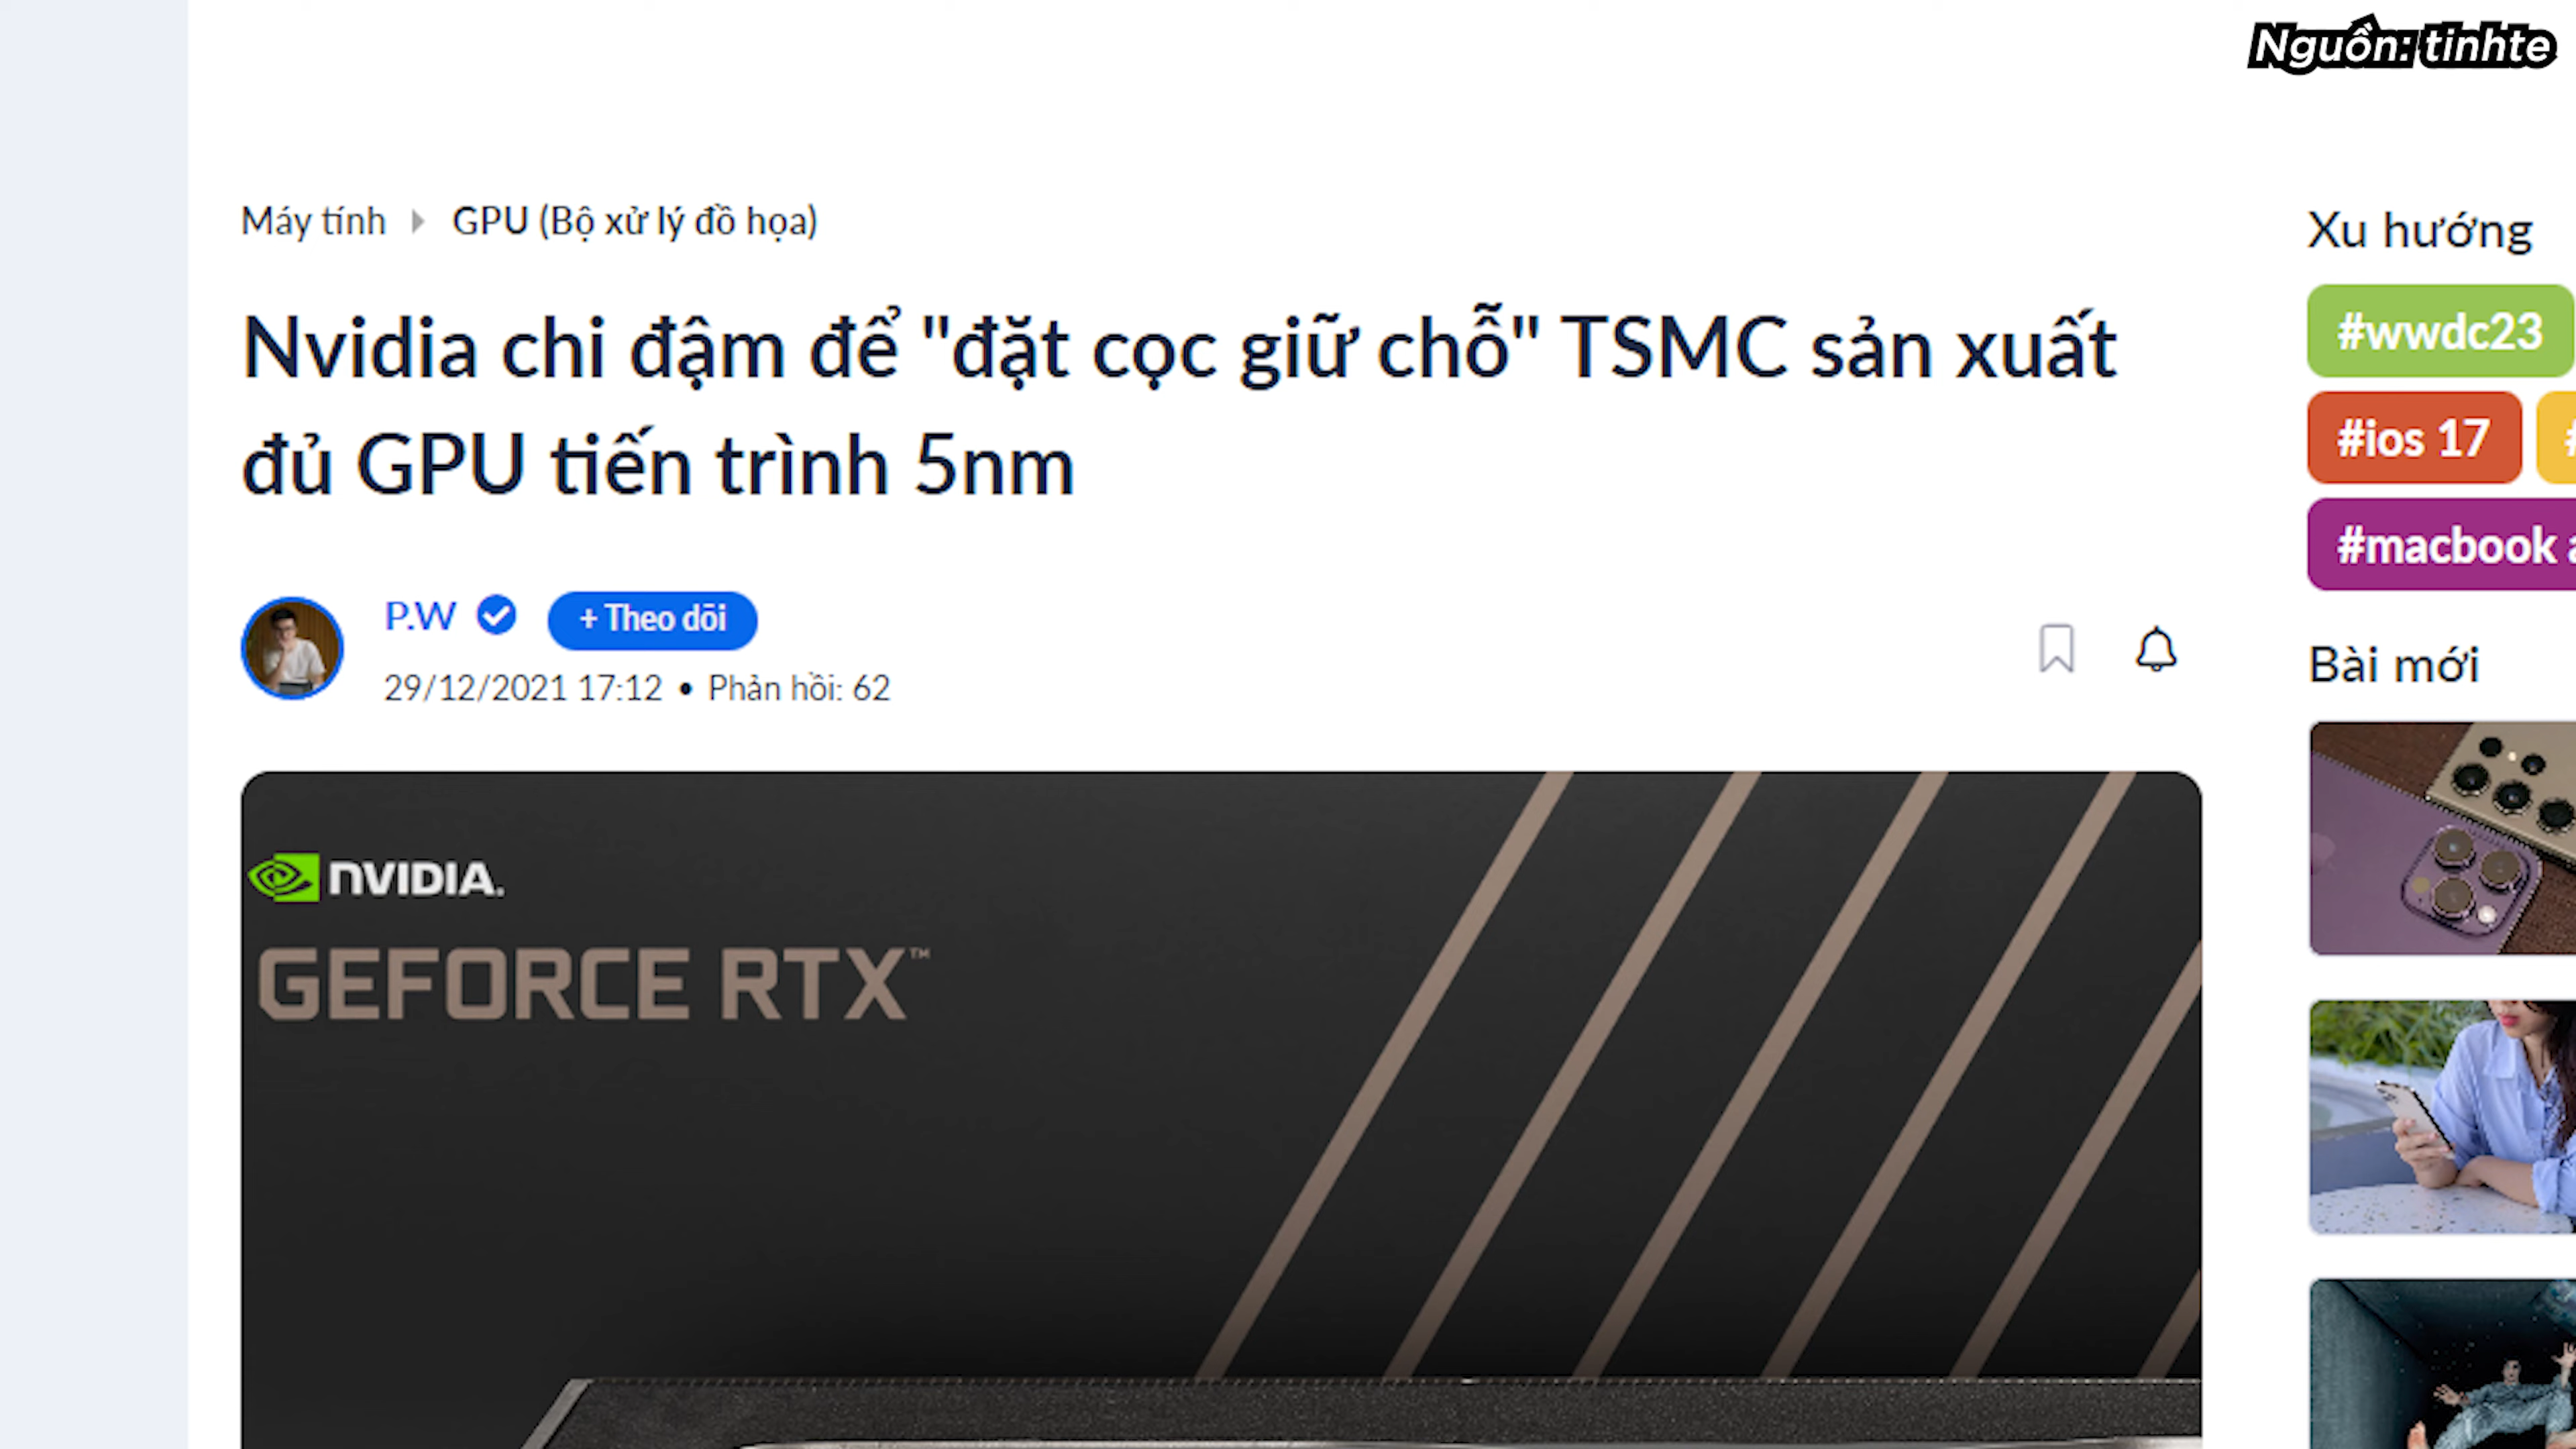 Nguồn: tinhte
Máy tính GPU (Bộ xử lý đồ họa)
Nvidia chi đậm để "đặt cọc giữ chỗ" TSMC sản xuất
đủ GPU tiến trình 5nm
P.W + Theo dõi
29/12/2021 17:12 • Phản hồi: 62
NVIDIA.
GEFORCE RTX™
Xu hướng
#wwdc23
#ios 17 #
#macbook
Bài mới